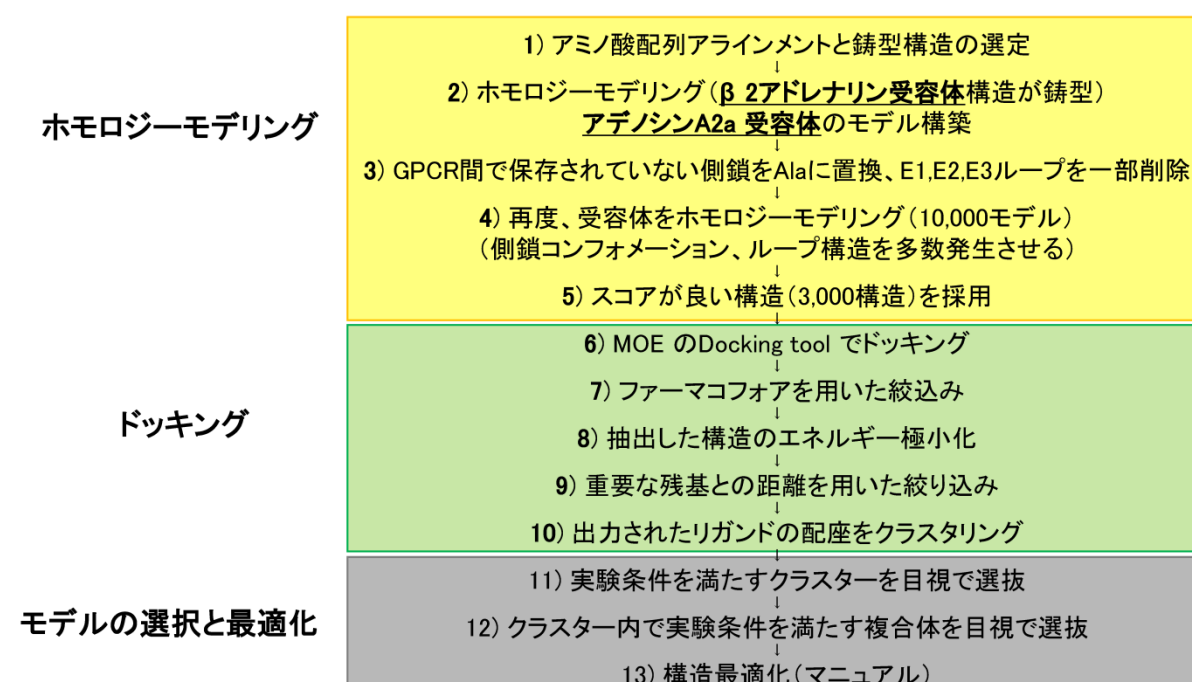 ホモロジーモデリング
1) アミノ酸配列アラインメントと鋳型構造の選定
↓
2) ホモロジーモデリング(β 2アドレナリン受容体構造が鋳型)
アデノシンA2a 受容体のモデル構築
↓
3) GPCR間で保存されていない側鎖をAlaに置換、E1,E2,E3ループを一部削除
↓
4) 再度、受容体をホモロジーモデリング(10,000モデル)
(側鎖コンフォメーション、ループ構造を多数発生させる)
↓
5) スコアが良い構造(3,000構造)を採用
↓
ドッキング
6) MOE のDocking tool でドッキング
↓
7) ファーマコフォアを用いた絞込み
↓
8) 抽出した構造のエネルギー極小化
↓
9) 重要な残基との距離を用いた絞り込み
↓
10) 出力されたリガンドの配座をクラスタリング
↓
モデルの選択と最適化
11) 実験条件を満たすクラスターを目視で選抜
↓
12) クラスター内で実験条件を満たす複合体を目視で選抜
↓
13) 構造最適化(マニュアル)